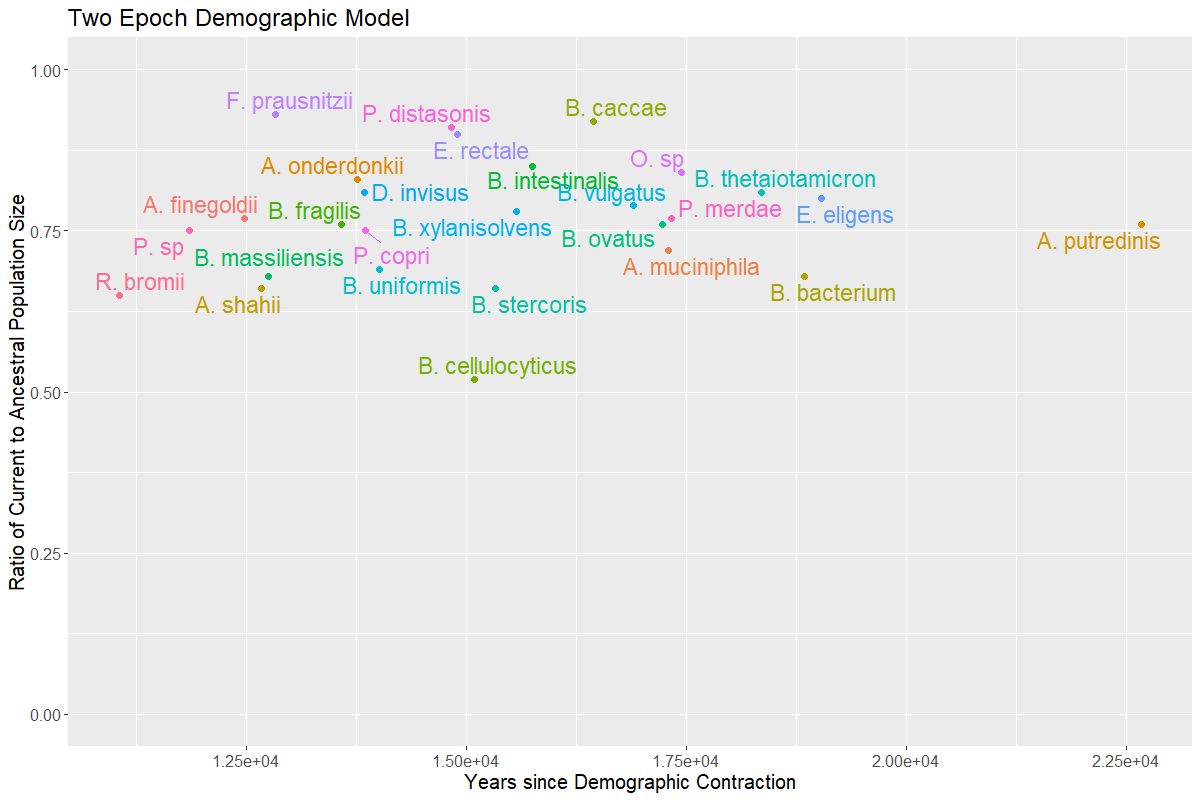 Two Epoch Demographic Model
Ratio of Current to Ancestral Population Size
1.00
0.75
0.50
0.25
0.00
F. prausnitzii
P. distasonis
B. caccae
E. rectale
O. sp
A. onderdonkii
B. intestinalis
B. thetaiotamicron
D. invisus
B. vulgatus
A. finegoldii
B. fragilis
P. merdae
E. eligens
B. xylanisolvens
P. sp
B. ovatus
A. putredinis
B. massiliensis
P. copri
A. muciniphila
R. bromii
B. uniformis
B. bacterium
A. shahii
B. stercoris
B. cellulocyticus
1.25e+04
1.50e+04
1.75e+04
2.00e+04
2.25e+04
Years since Demographic Contraction